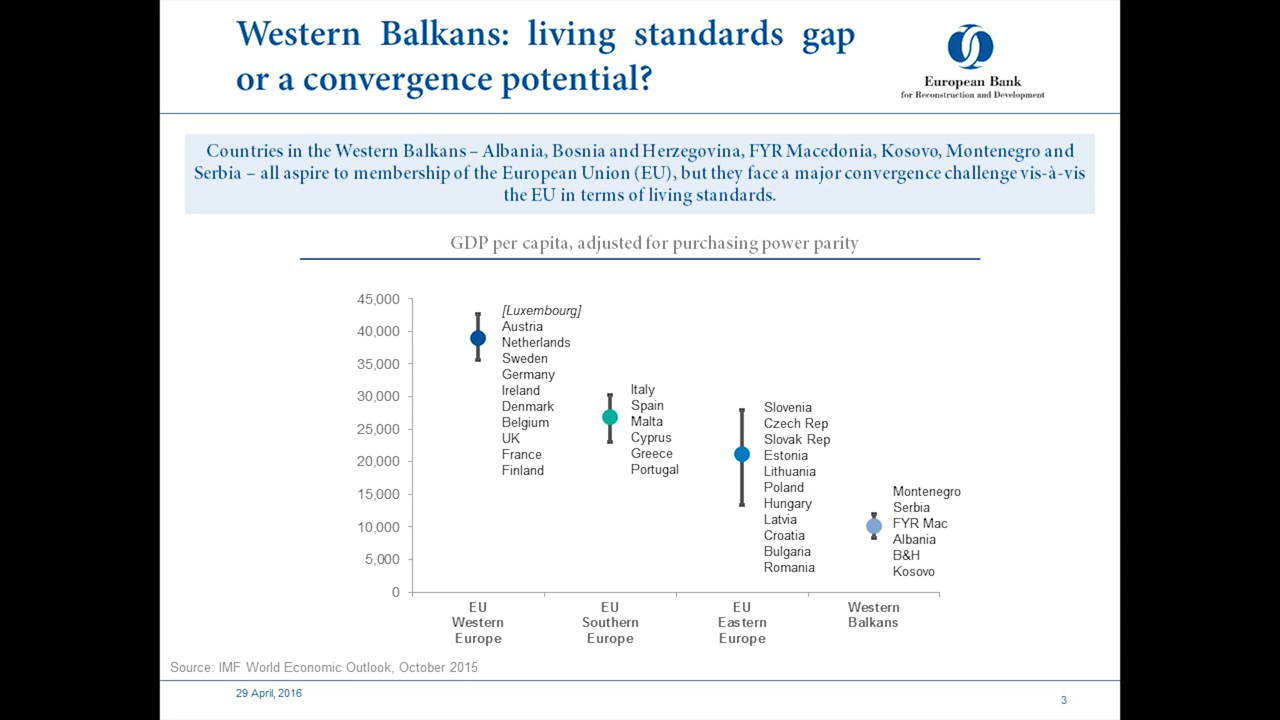 Western Balkans: living standards gap
or a convergence potential?
European Bank
for Reconstruction and Development
Countries in the Western Balkans – Albania, Bosnia and Herzegovina, FYR Macedonia, Kosovo, Montenegro and
Serbia – all aspire to membership of the European Union (EU), but they face a major convergence challenge vis-à-vis
the EU in terms of living standards.
GDP per capita, adjusted for purchasing power parity
45,000
40,000
35,000
30,000
25,000
20,000
15,000
10,000
5,000
0
[Luxembourg]
Austria
Netherlands
Sweden
Germany
Ireland
Denmark
Belgium
UK
France
Finland
Italy
Spain
Malta
Cyprus
Greece
Portugal
Slovenia
Czech Rep
Slovak Rep
Estonia
Lithuania
Poland
Hungary
Latvia
Croatia
Bulgaria
Romania
Montenegro
Serbia
FYR Mac
Albania
B&H
Kosovo
EU
Western
Europe
EU
Southern
Europe
EU
Eastern
Europe
Western
Balkans
Source: IMF World Economic Outlook, October 2015
29 April, 2016
3